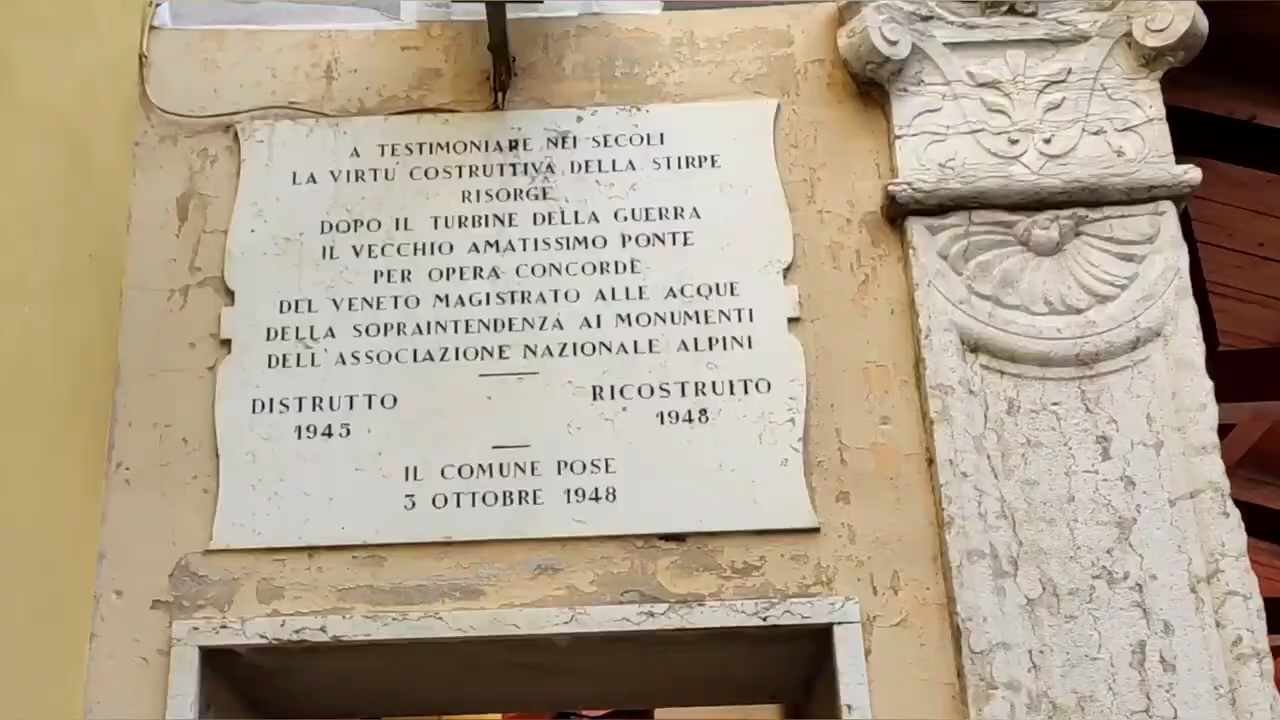 A TESTIMONIARE NEI SECOLI
LA VIRTÙ COSTRUTTIVA DELLA STIRPE
RISORGE
DOPO IL TURBINE DELLA GUERRA
IL VECCHIO AMATISSIMO PONTE
PER OPERA CONCORDE
DEL VENETO MAGISTRATO ALLE ACQUE
DELLA SOPRAINTENDENZA AI MONUMENTI
DELL'ASSOCIAZIONE NAZIONALE ALPINI
DISTRUTTO
1945
RICOSTRUITO
1948
IL COMUNE POSE
3 OTTOBRE 1948